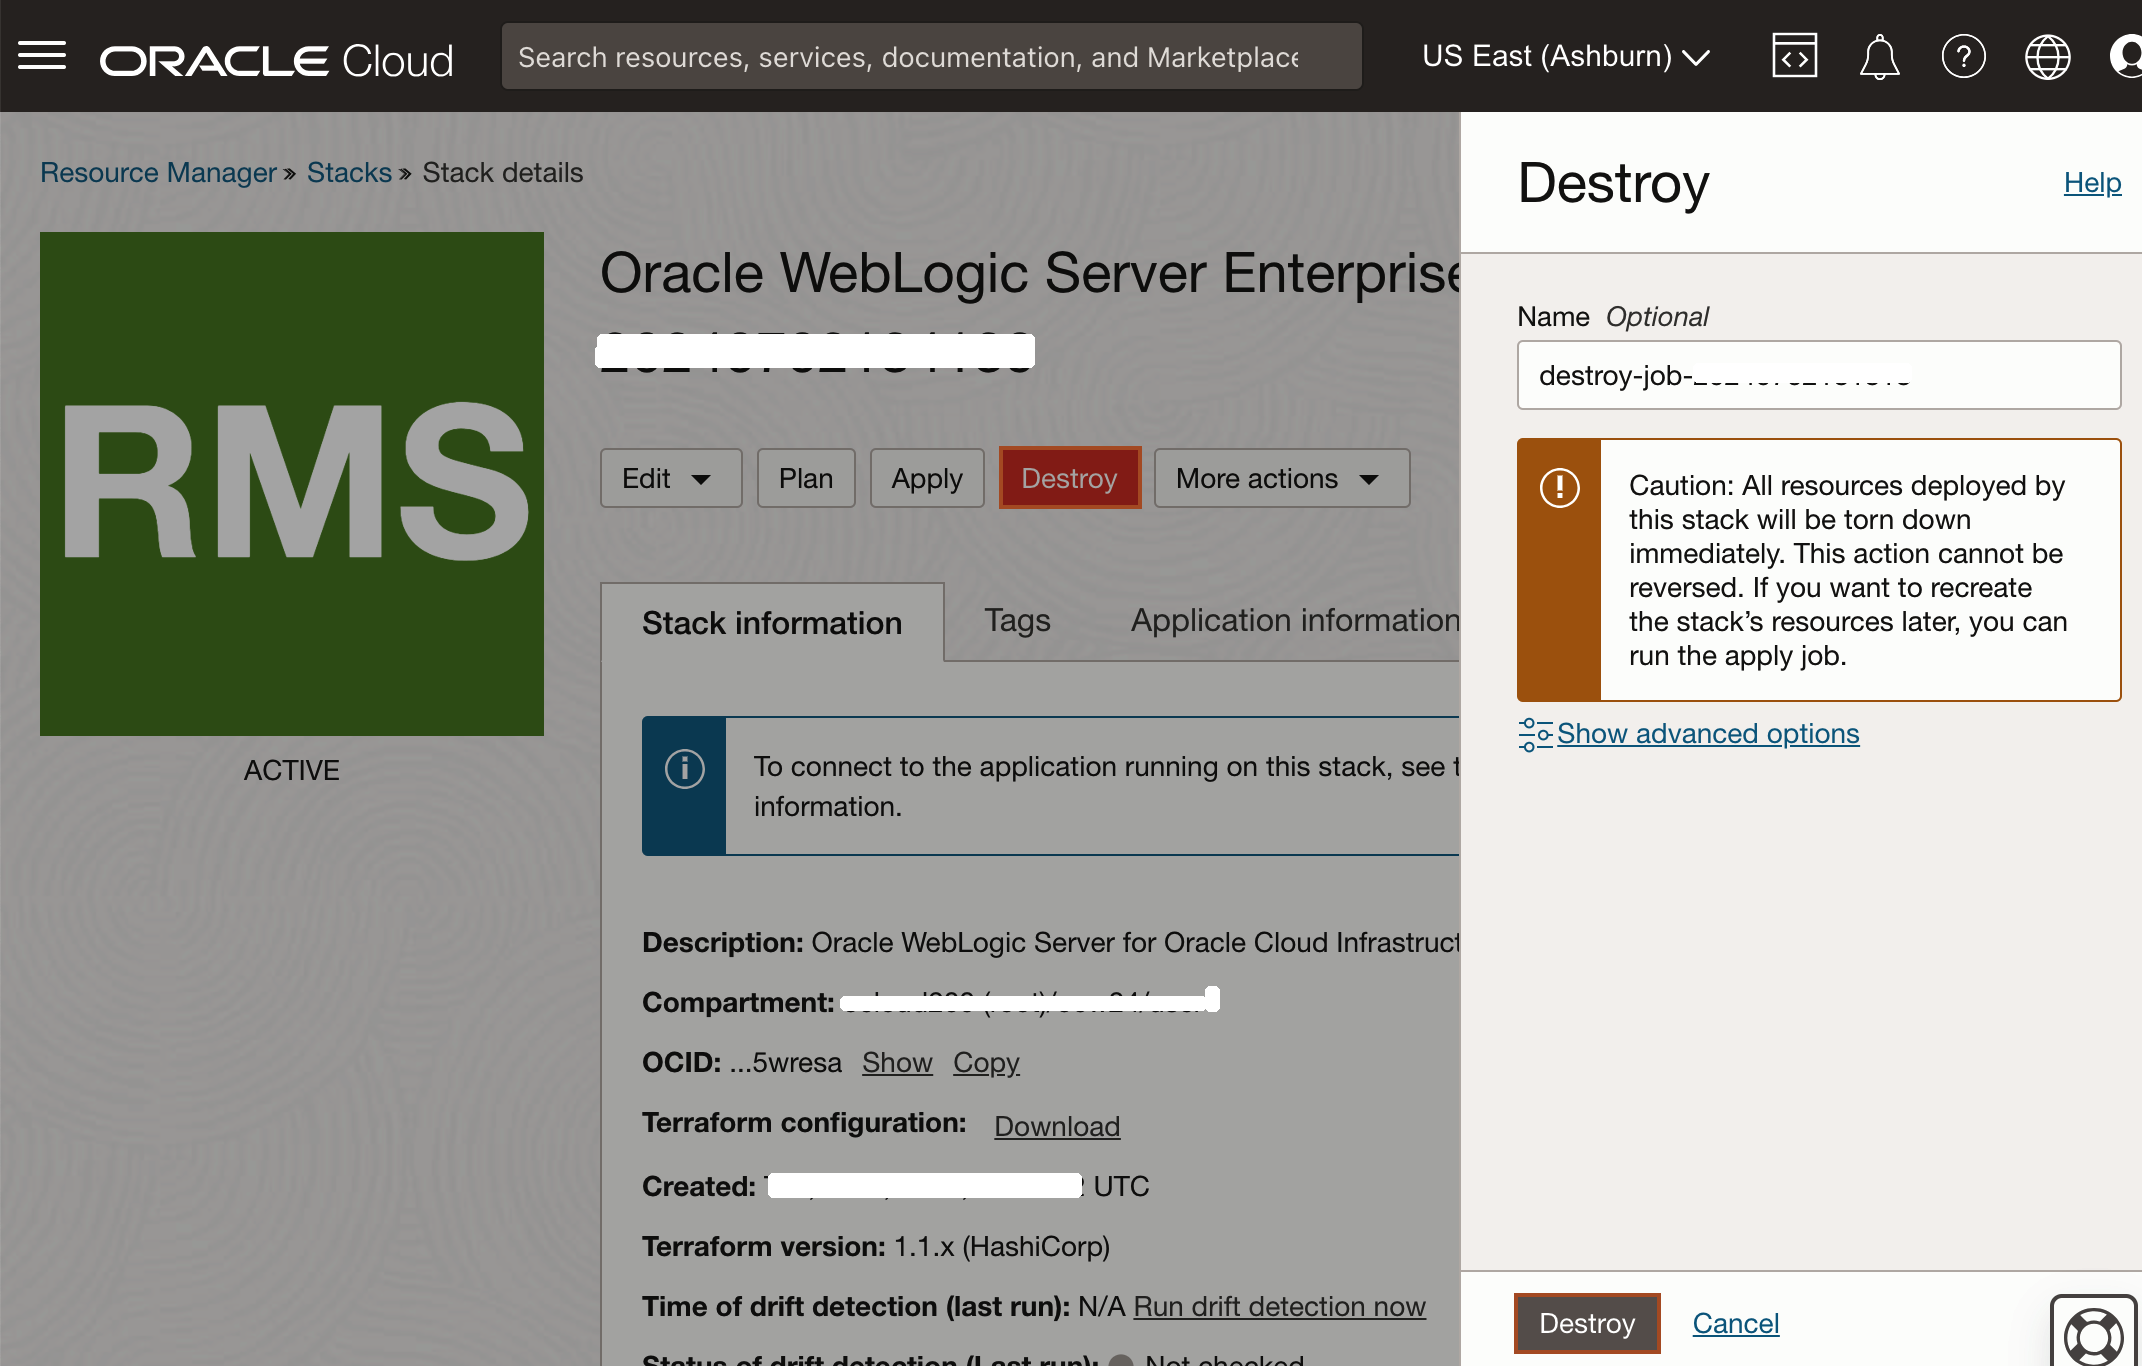 ORACLE Cloud
Search resources, services, documentation, and Marketplace
US East (Ashburn)
Resource Manager » Stacks » Stack details
RMS
ACTIVE
Oracle WebLogic Server Enterprise
Edit Plan Apply Destroy More actions
Stack information Tags Application information
To connect to the application running on this stack, see
information.
Description: Oracle WebLogic Server for Oracle Cloud Infrastruct
Compartment:
OCID: ...5wresa Show Copy
Terraform configuration: Download
Created: UTC
Terraform version: 1.1.x (HashiCorp)
Time of drift detection (last run): N/A Run drift detection now
Status of drift detection (Last run): Not checked
Destroy
Help
Name Optional
destroy-job-
Caution: All resources deployed by
this stack will be torn down
immediately. This action cannot be
reversed. If you want to recreate
the stack’s resources later, you can
run the apply job.
Show advanced options
Destroy Cancel